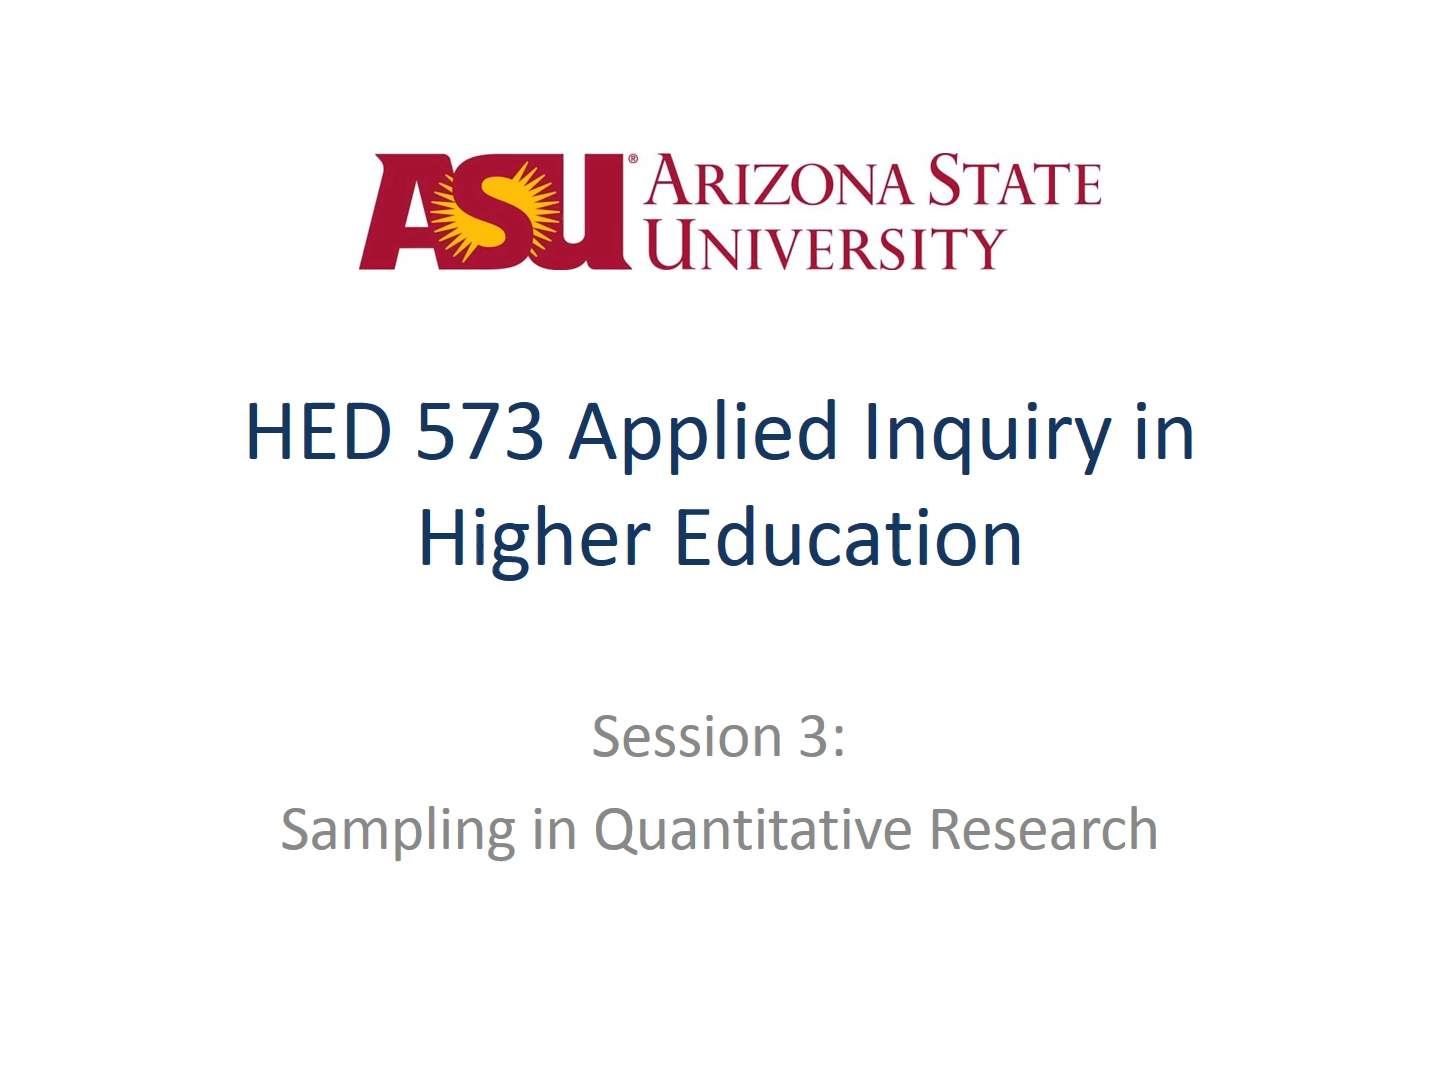 ASU® ARIZONA STATE
UNIVERSITY
HED 573 Applied Inquiry in
Higher Education
Session 3:
Sampling in Quantitative Research